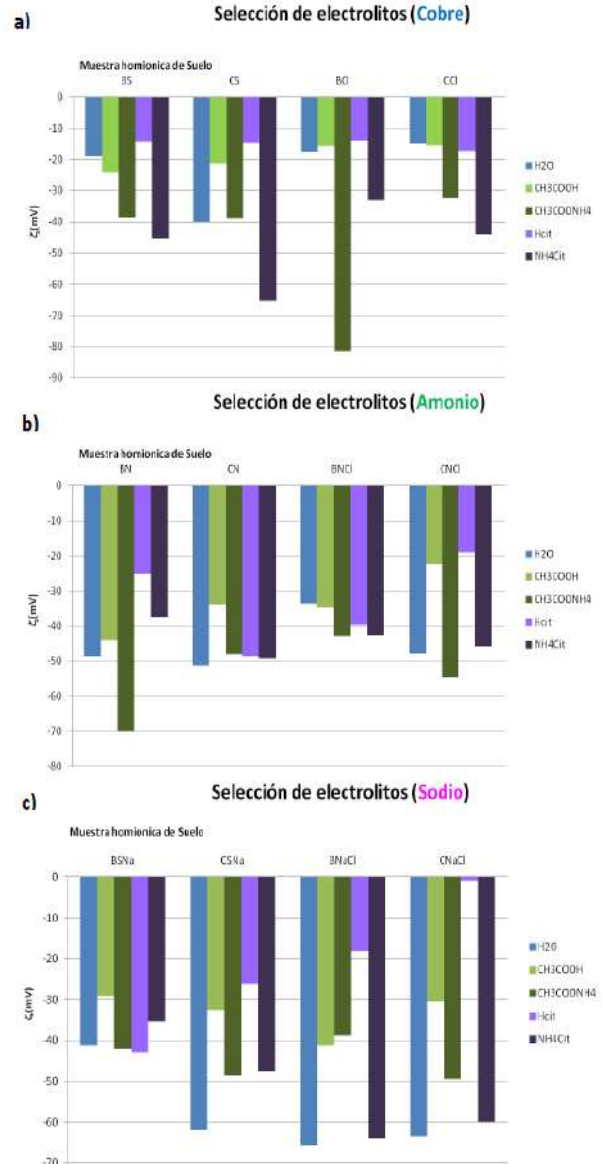 a)
Selección de electrolitos (Cobre)
Muestra homionica de Suelo
BS CS BCl CCl
0
-10
-20
-30
-40
-50
-60
-70
-80
-90
ζ(mV)
H2O
CH3COOH
CH3COONH4
Hcit
NH4Cit
b)
Selección de electrolitos (Amonio)
Muestra homionica de Suelo
BN CN BNCl CNCl
0
-10
-20
-30
-40
-50
-60
-70
-80
ζ(mV)
H2O
CH3COOH
CH3COONH4
Hcit
NH4Cit
c)
Selección de electrolitos (Sodio)
Muestra homionica de Suelo
BSNa CSNa BNaCl CNaCl
0
-10
-20
-30
-40
-50
-60
-70
ζ(mV)
H2O
CH3COOH
CH3COONH4
Hcit
NH4Cit